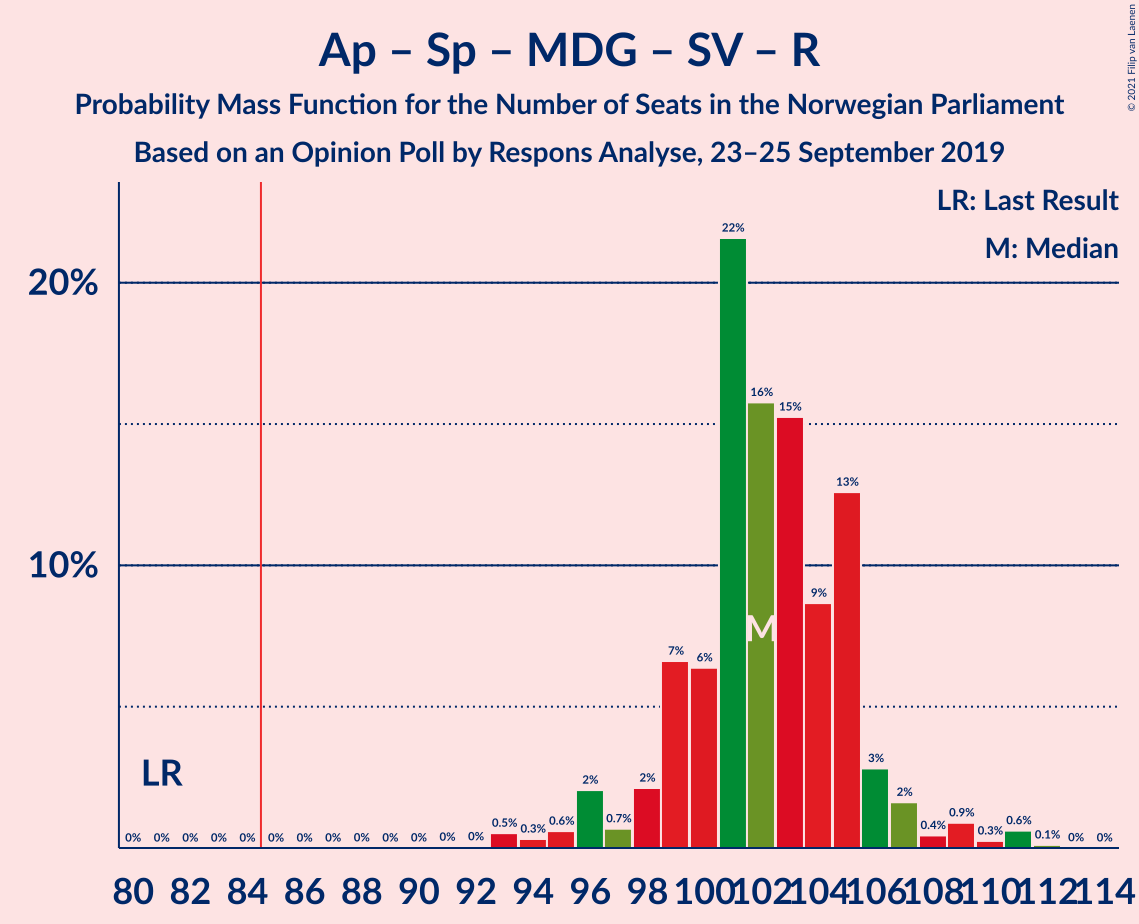 Ap – Sp – MDG – SV – R
Probability Mass Function for the Number of Seats in the Norwegian Parliament
Based on an Opinion Poll by Respons Analyse, 23–25 September 2019
© 2021 Filip van Laenen
LR: Last Result
M: Median
20%
10%
LR
M
0% 0% 0% 0% 0% 0% 0% 0% 0% 0% 0% 0% 0% 0.5% 0.3% 0.6% 2% 0.7% 2% 7% 6% 22% 16% 15% 9% 13% 3% 2% 0.4% 0.9% 0.3% 0.6% 0.1% 0% 0%
80 82 84 86 88 90 92 94 96 98 100 102 104 106 108 110 112 114